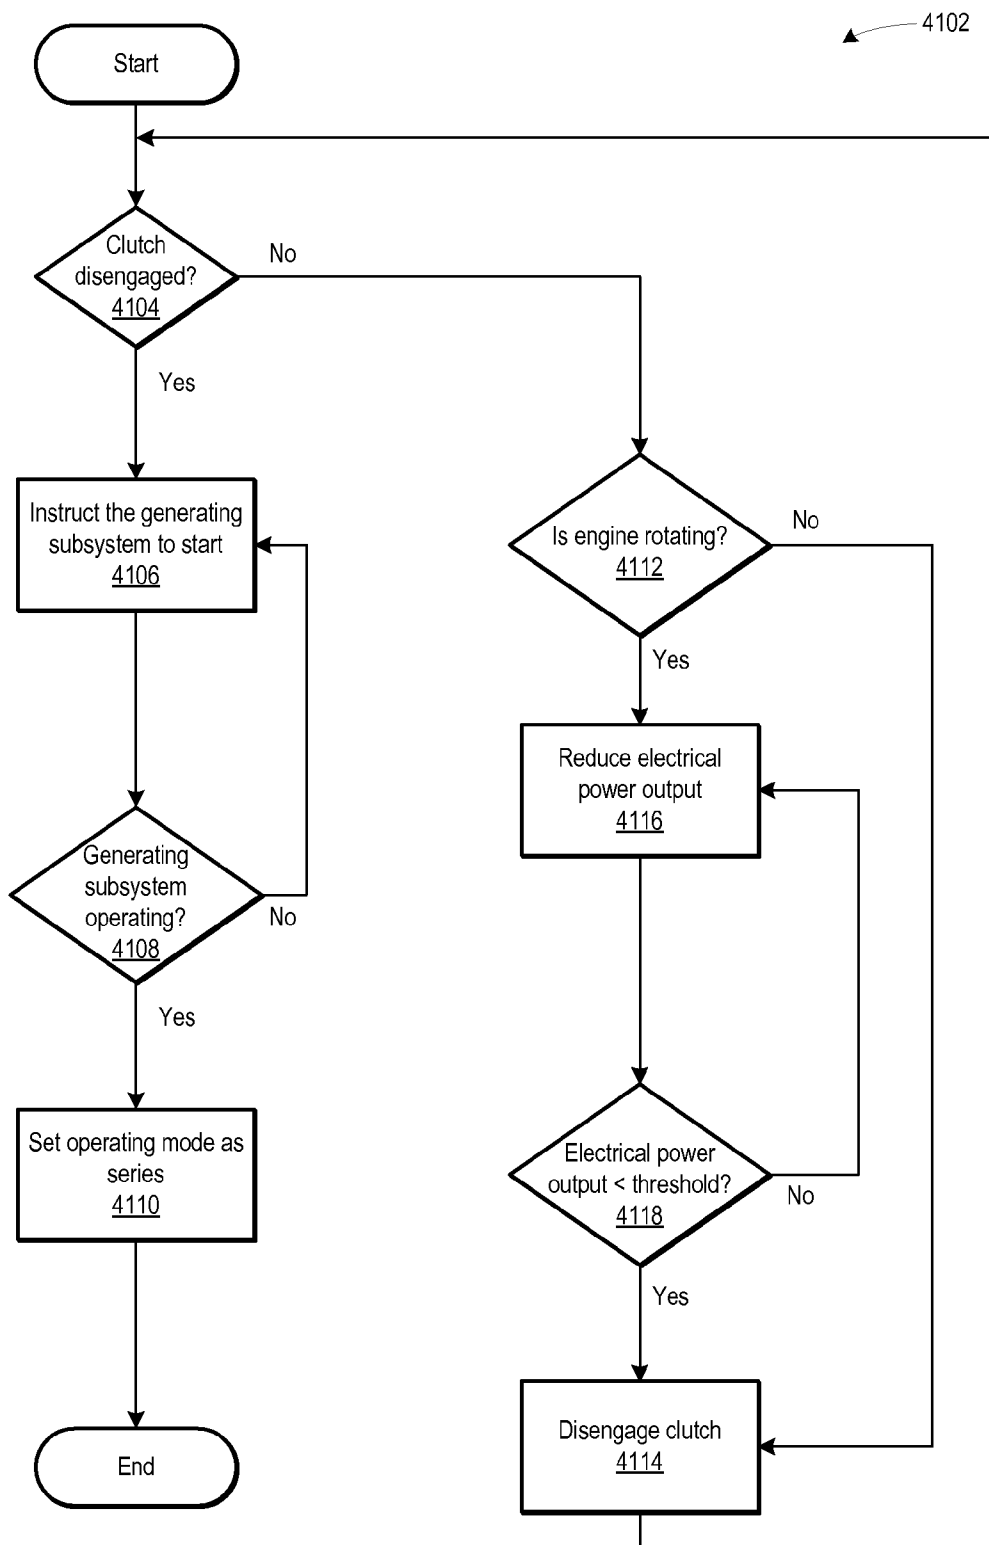 4102
Start
Clutch
disengaged?
4104
No
Yes
Instruct the generating
subsystem to start
4106
Is engine rotating?
4112
No
Yes
Reduce electrical
power output
4116
Generating
subsystem
operating?
4108
No
Yes
Set operating mode as
series
4110
Electrical power
output < threshold?
4118
No
Yes
Disengage clutch
4114
End